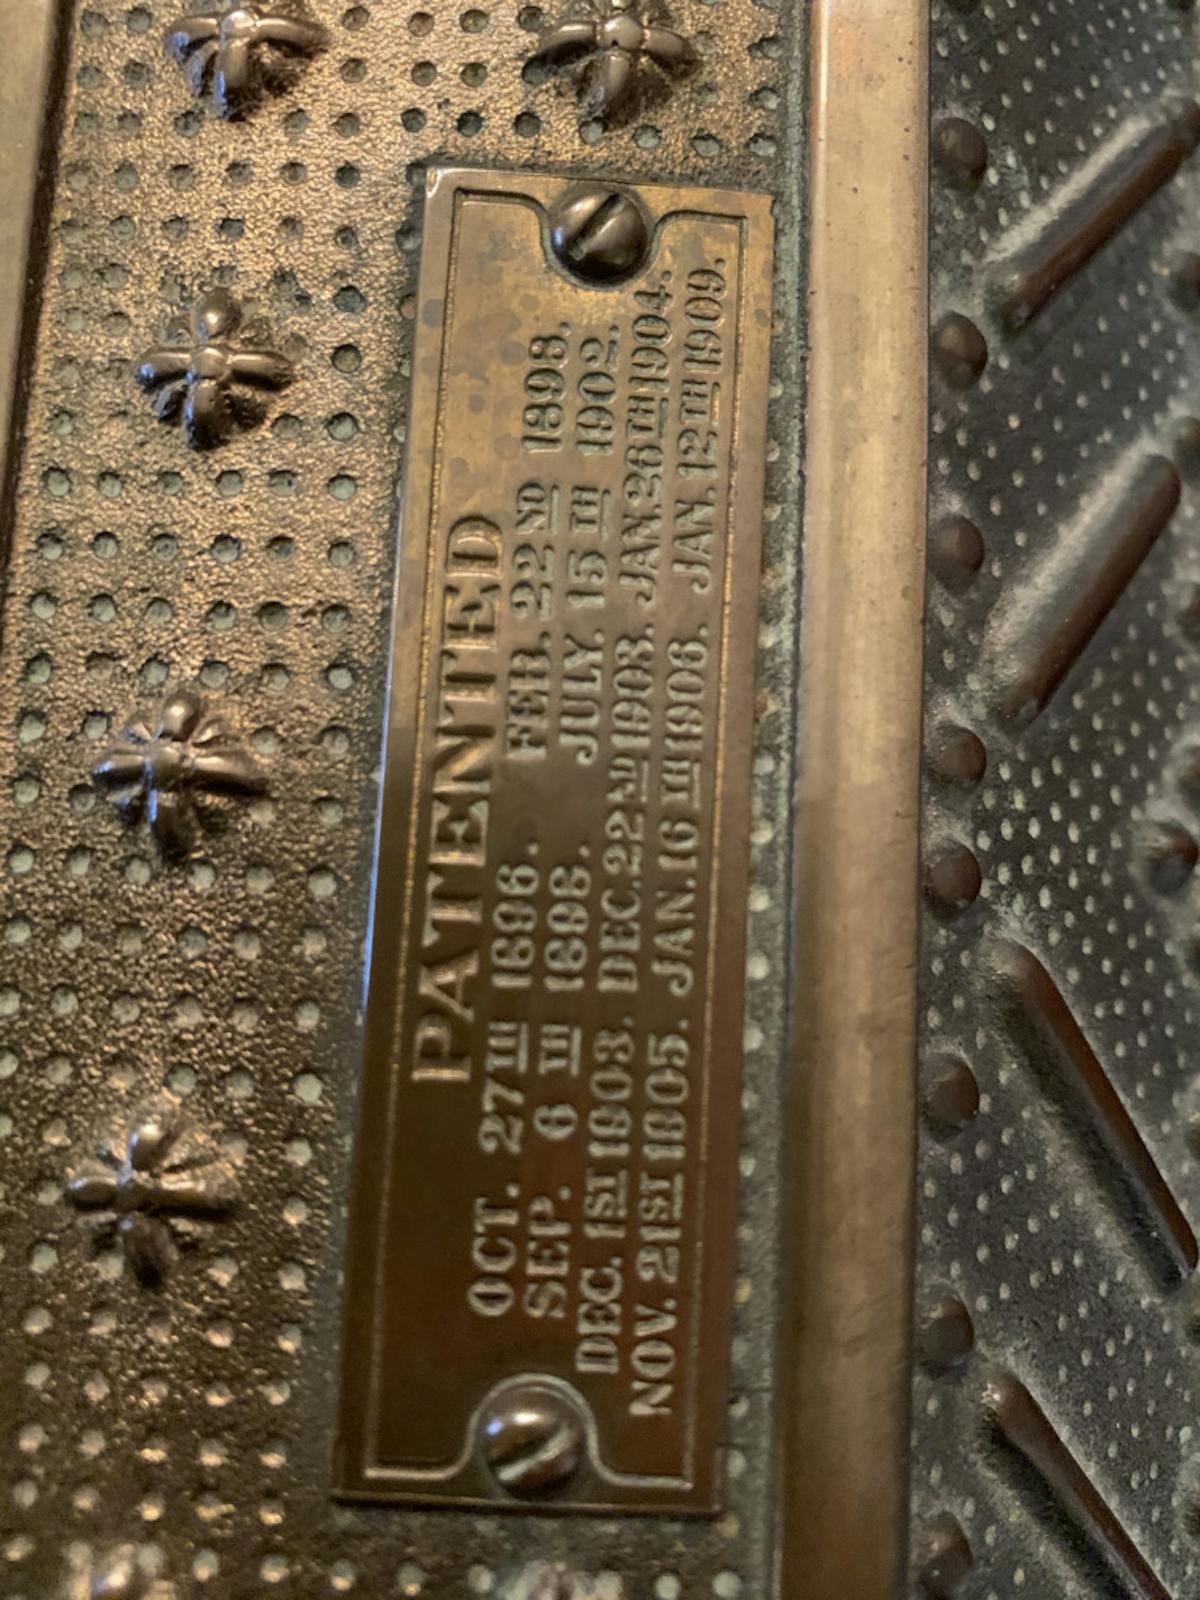 PATENTED
OCT. 27TH 1896. FEB. 22ND 1898.
SEP. 6TH 1898. JULY. 15TH 1902.
DEC. 1ST 1903. DEC. 22ND 1903. JAN. 26TH 1904.
NOV. 21ST 1905. JAN. 16TH 1906. JAN. 12TH 1909.